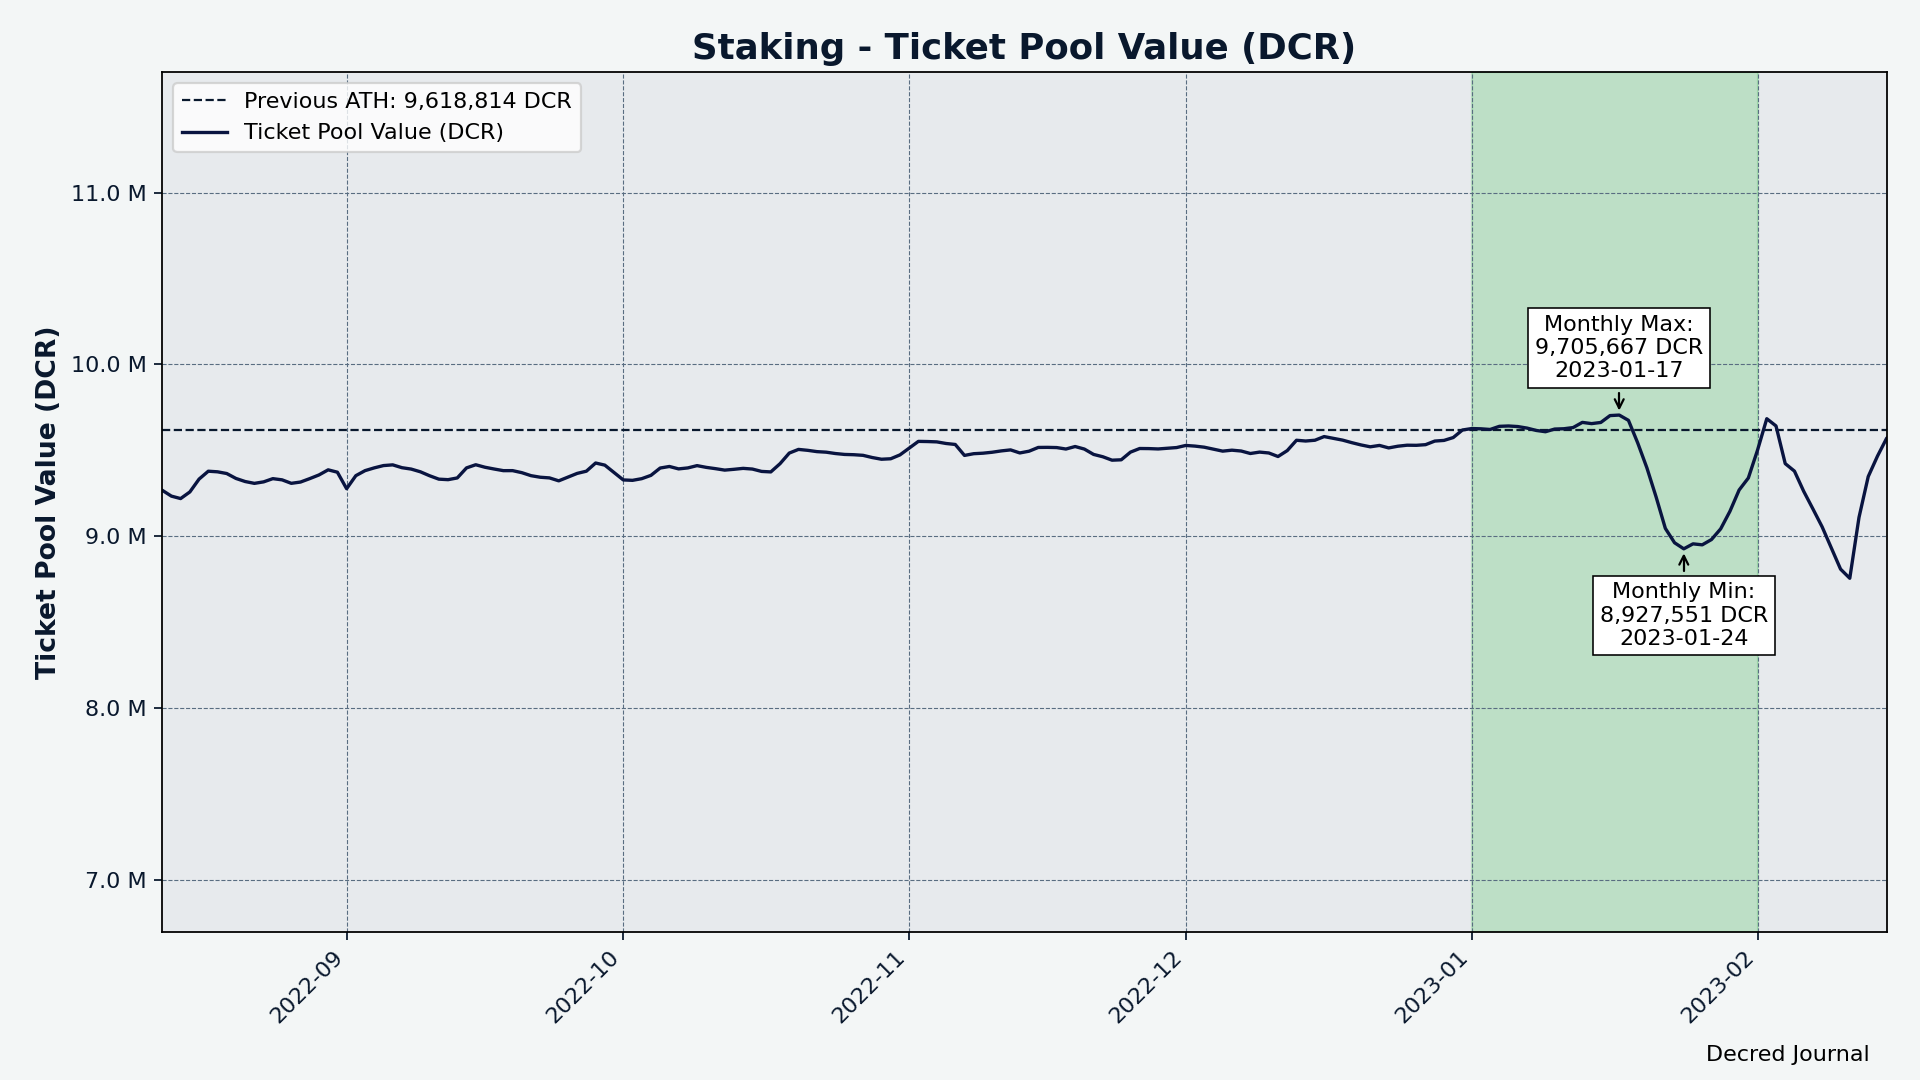 Staking - Ticket Pool Value (DCR)
Previous ATH: 9,618,814 DCR
Ticket Pool Value (DCR)
Ticket Pool Value (DCR)
11.0 M
10.0 M
9.0 M
8.0 M
7.0 M
Monthly Max:
9,705,667 DCR
2023-01-17
Monthly Min:
8,927,551 DCR
2023-01-24
2022-09
2022-10
2022-11
2022-12
2023-01
2023-02
Decred Journal